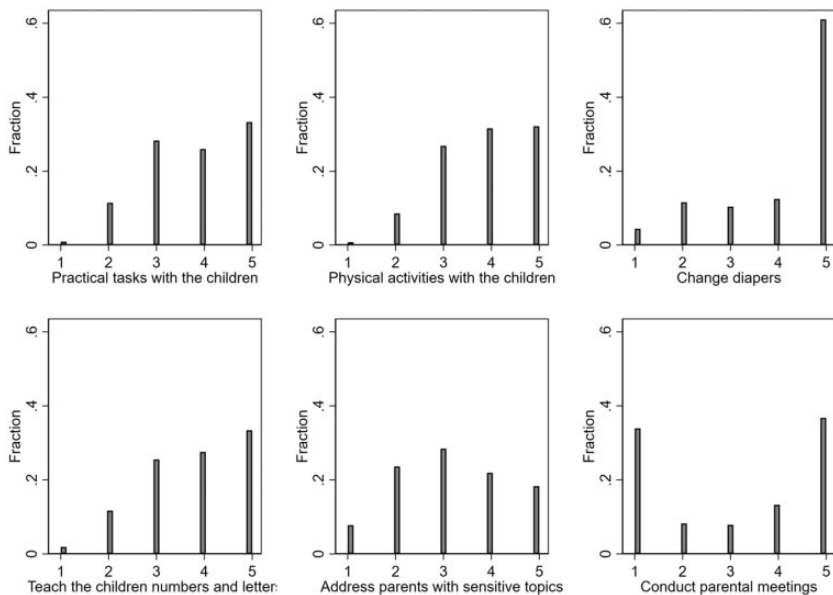 Fraction
0 .2 .4 .6
1 2 3 4 5
Practical tasks with the children
Fraction
0 .2 .4 .6
1 2 3 4 5
Physical activities with the children
Fraction
0 .2 .4 .6
1 2 3 4 5
Change diapers
Fraction
0 .2 .4 .6
1 2 3 4 5
Teach the children numbers and letters
Fraction
0 .2 .4 .6
1 2 3 4 5
Address parents with sensitive topics
Fraction
0 .2 .4 .6
1 2 3 4 5
Conduct parental meetings